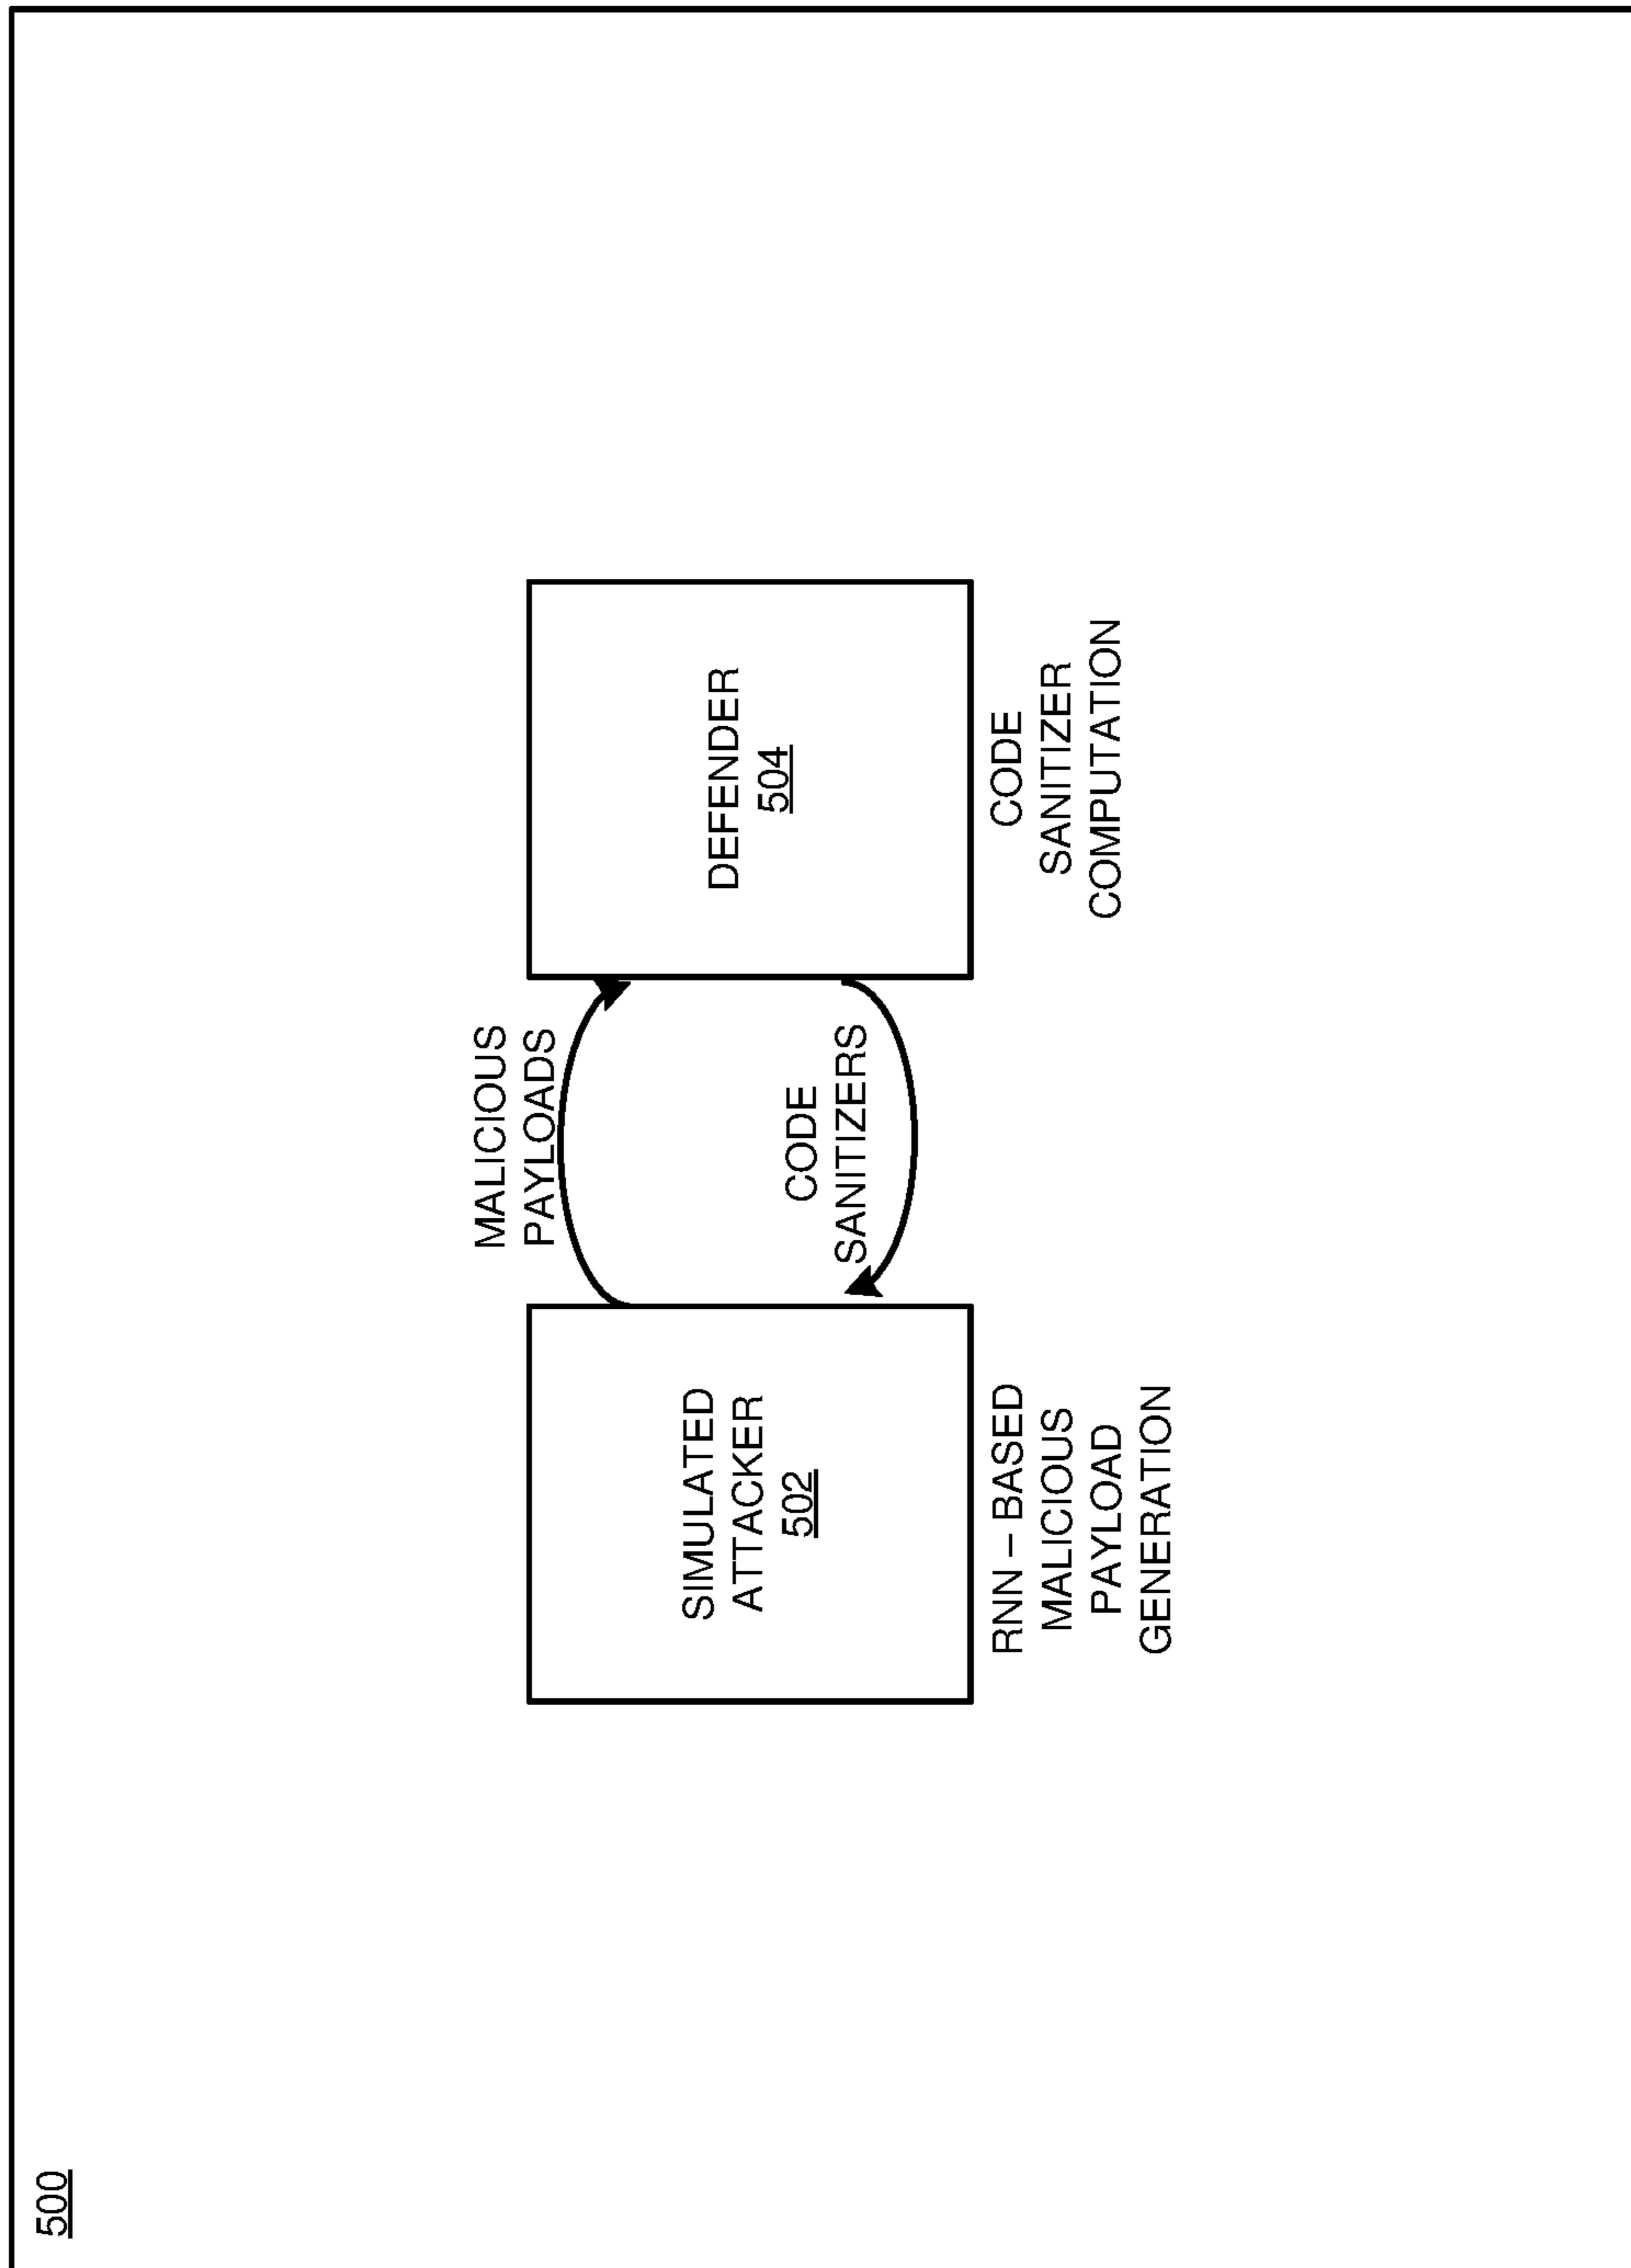 500
MALICIOUS
PAYLOADS
SIMULATED
ATTACKER
502
DEFENDER
504
CODE
SANITIZERS
RNN – BASED
MALICIOUS
PAYLOAD
GENERATION
CODE
SANITIZER
COMPUTATION